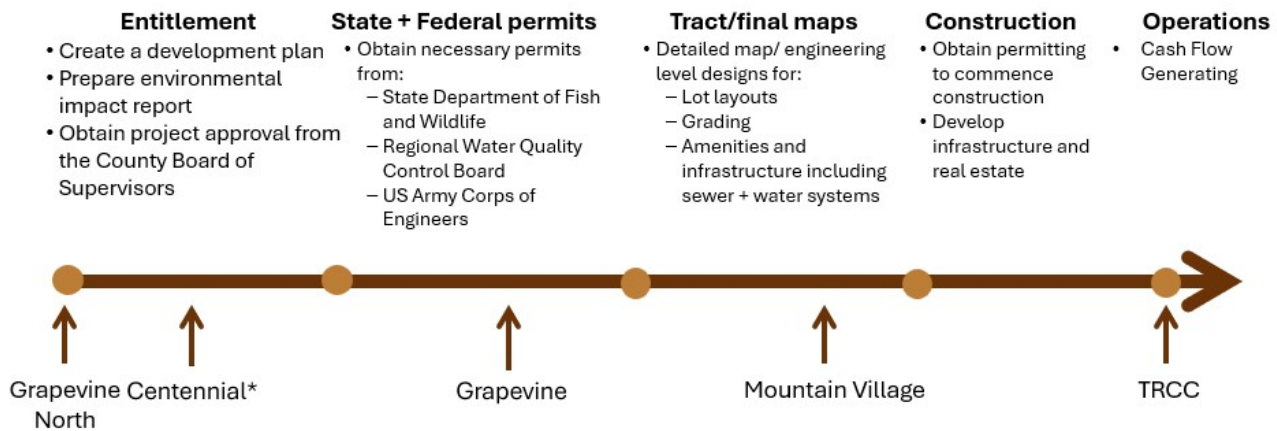 Entitlement
• Create a development plan
• Prepare environmental
impact report
• Obtain project approval from
the County Board of
Supervisors
State + Federal permits
• Obtain necessary permits
from:
– State Department of Fish
and Wildlife
– Regional Water Quality
Control Board
– US Army Corps of
Engineers
Tract/final maps
• Detailed map/ engineering
level designs for:
– Lot layouts
– Grading
– Amenities and
infrastructure including
sewer + water systems
Construction
• Obtain permitting
to commence
construction
• Develop
infrastructure and
real estate
Operations
• Cash Flow
Generating
Grapevine
North
Centennial*
Grapevine
Mountain Village
TRCC